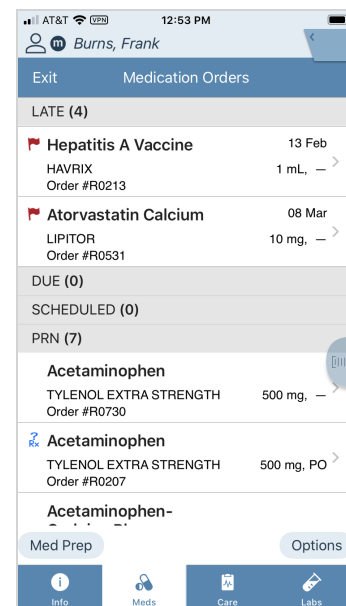 AT&T VPN 12:53 PM
m Burns, Frank
Exit Medication Orders
LATE (4)
Hepatitis A Vaccine 13 Feb
HAVRIX 1 mL, —
Order #R0213
Atorvastatin Calcium 08 Mar
LIPITOR 10 mg, —
Order #R0531
DUE (0)
SCHEDULED (0)
PRN (7)
Acetaminophen
TYLENOL EXTRA STRENGTH 500 mg, —
Order #R0730
? Rx Acetaminophen
TYLENOL EXTRA STRENGTH 500 mg, PO
Order #R0207
Acetaminophen-
Med Prep Options
Info Meds Care Labs